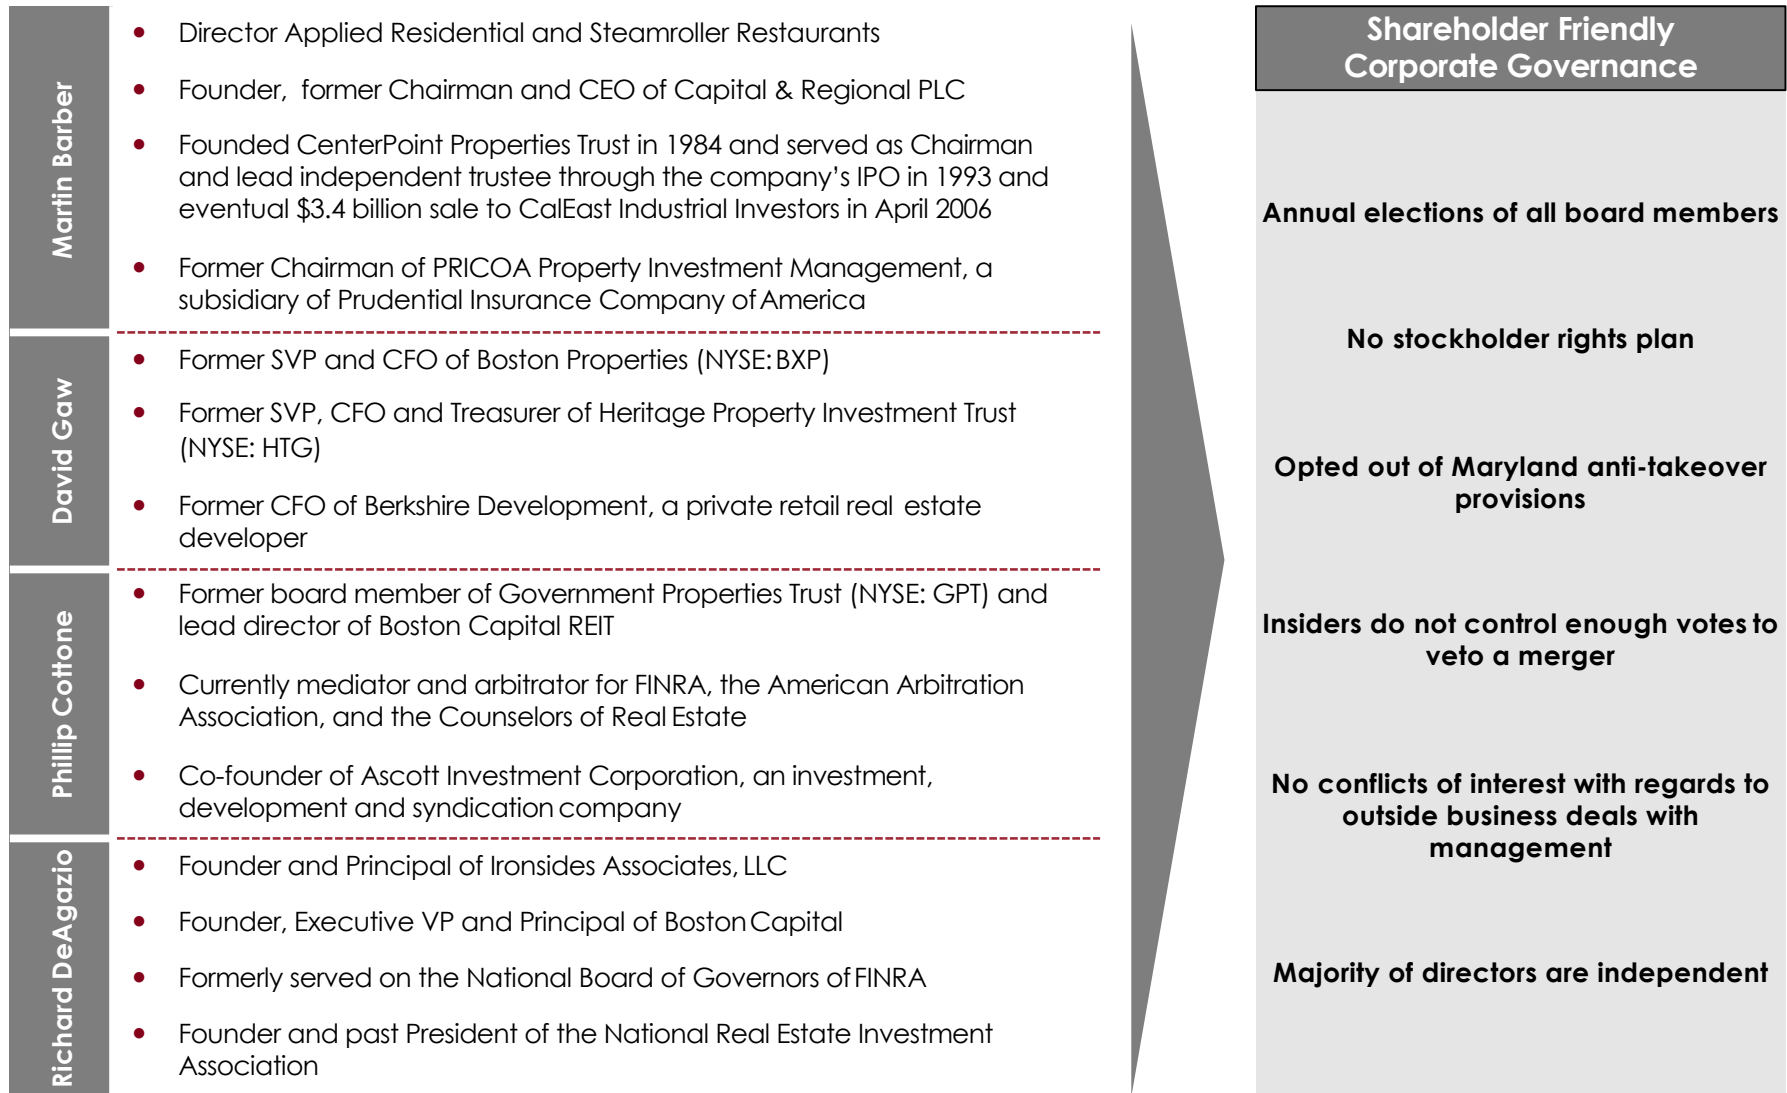 Martin Barber
• Director Applied Residential and Steamroller Restaurants
• Founder, former Chairman and CEO of Capital & Regional PLC
• Founded CenterPoint Properties Trust in 1984 and served as Chairman
and lead independent trustee through the company’s IPO in 1993 and
eventual $3.4 billion sale to CalEast Industrial Investors in April 2006
• Former Chairman of PRICOA Property Investment Management, a
subsidiary of Prudential Insurance Company of America
David Gaw
• Former SVP and CFO of Boston Properties (NYSE: BXP)
• Former SVP, CFO and Treasurer of Heritage Property Investment Trust
(NYSE: HTG)
• Former CFO of Berkshire Development, a private retail real estate
developer
Phillip Cottone
• Former board member of Government Properties Trust (NYSE: GPT) and
lead director of Boston Capital REIT
• Currently mediator and arbitrator for FINRA, the American Arbitration
Association, and the Counselors of Real Estate
• Co-founder of Ascott Investment Corporation, an investment,
development and syndication company
Richard DeAgazio
• Founder and Principal of Ironsides Associates, LLC
• Founder, Executive VP and Principal of Boston Capital
• Formerly served on the National Board of Governors of FINRA
• Founder and past President of the National Real Estate Investment
Association
Shareholder Friendly
Corporate Governance
Annual elections of all board members
No stockholder rights plan
Opted out of Maryland anti-takeover
provisions
Insiders do not control enough votes to
veto a merger
No conflicts of interest with regards to
outside business deals with
management
Majority of directors are independent